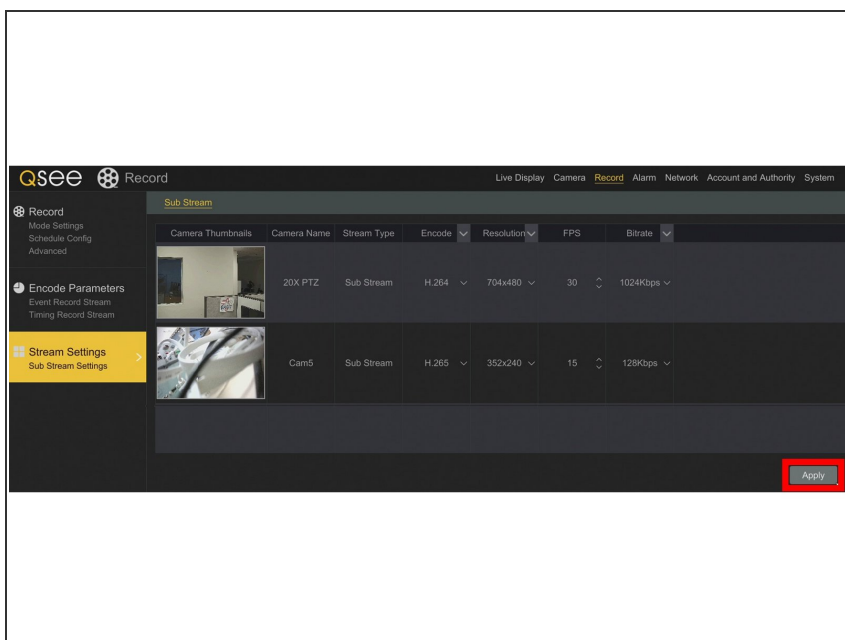 Qsee Record
Live Display Camera Record Alarm Network Account and Authority System
Record
Mode Settings
Schedule Config
Advanced
Encode Parameters
Event Record Stream
Timing Record Stream
Stream Settings
Sub Stream Settings
Sub Stream
Camera Thumbnails Camera Name Stream Type Encode Resolution FPS Bitrate
20X PTZ Sub Stream H.264 704x480 30 1024Kbps
Cam5 Sub Stream H.265 352x240 15 128Kbps
Apply